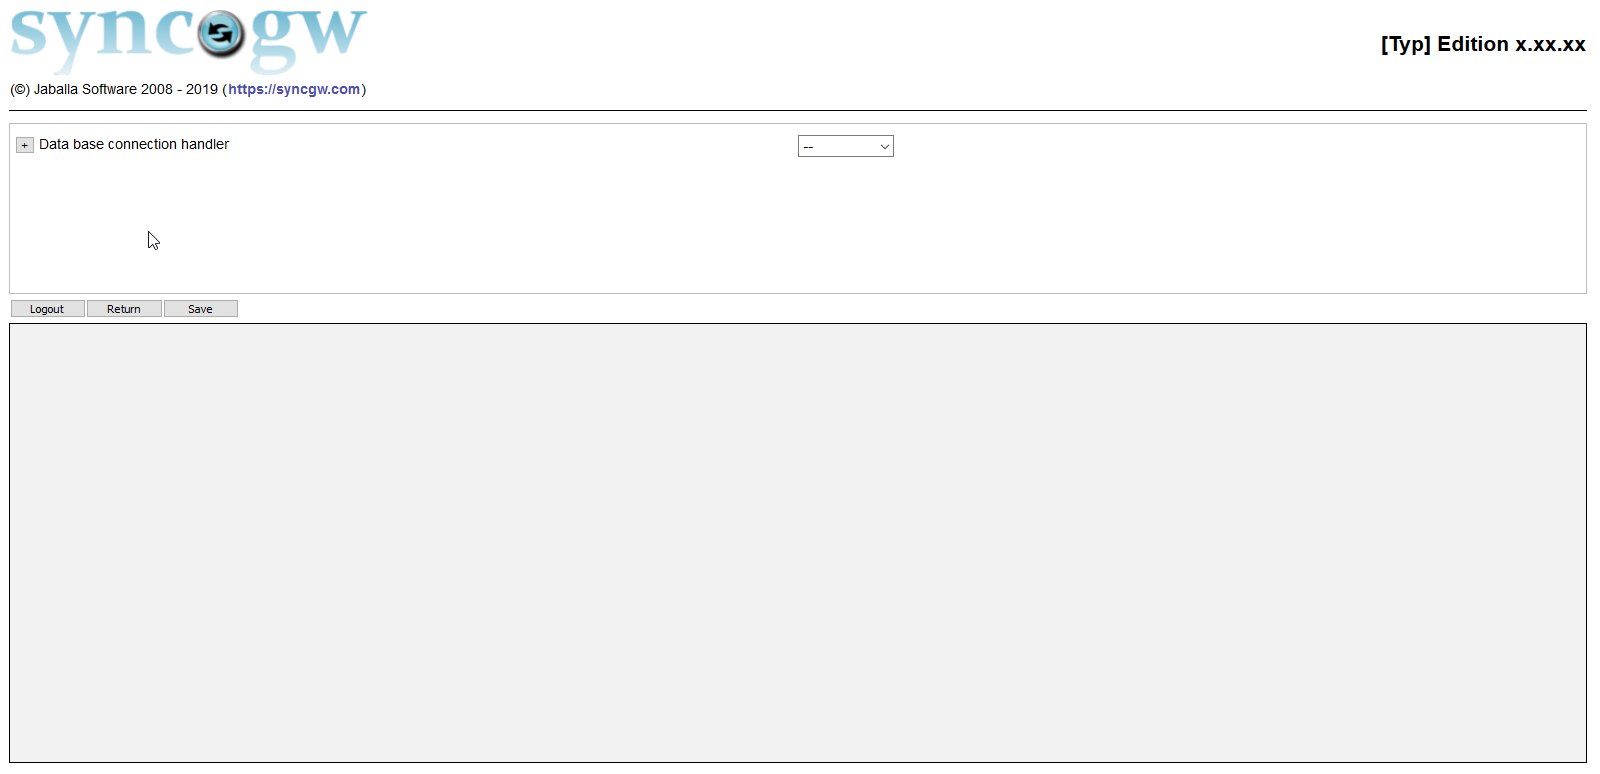 syncgw
[Typ] Edition x.xx.xx
(©) Jaballa Software 2008 - 2019 (https://syncgw.com)
+ Data base connection handler --
Logout Return Save